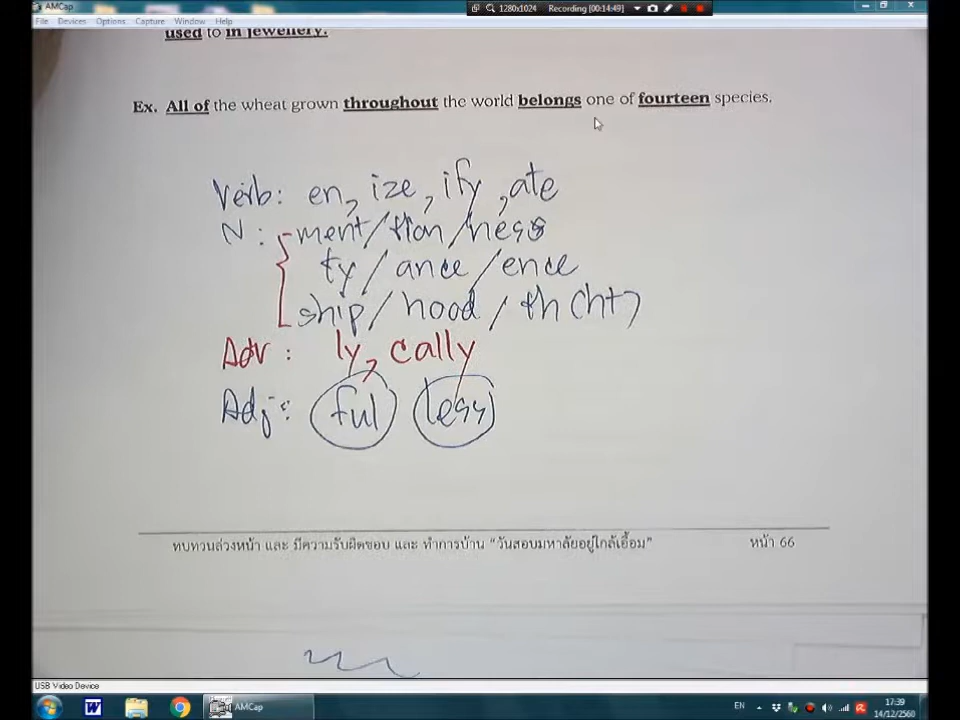 AMCap
1280x1024 Recording [00:14:49]
File Devices Options Capture Window Help
used to in jewellery.
Ex. All of the wheat grown throughout the world belongs one of fourteen species.
Verb: en, ize, ify, ate
N: -ment/tion/ness
ty/ance/ence
ship/hood/th (ht)
Adv: ly, cally
Adj: ful less
ทบทวนล่วงหน้า และ มีความรับผิดชอบ และ ทำการบ้าน "วันสอบมหาลัยอยู่ใกล้เอื้อม" หน้า 66
USB Video Device
AMCap EN 17:39
14/12/2560